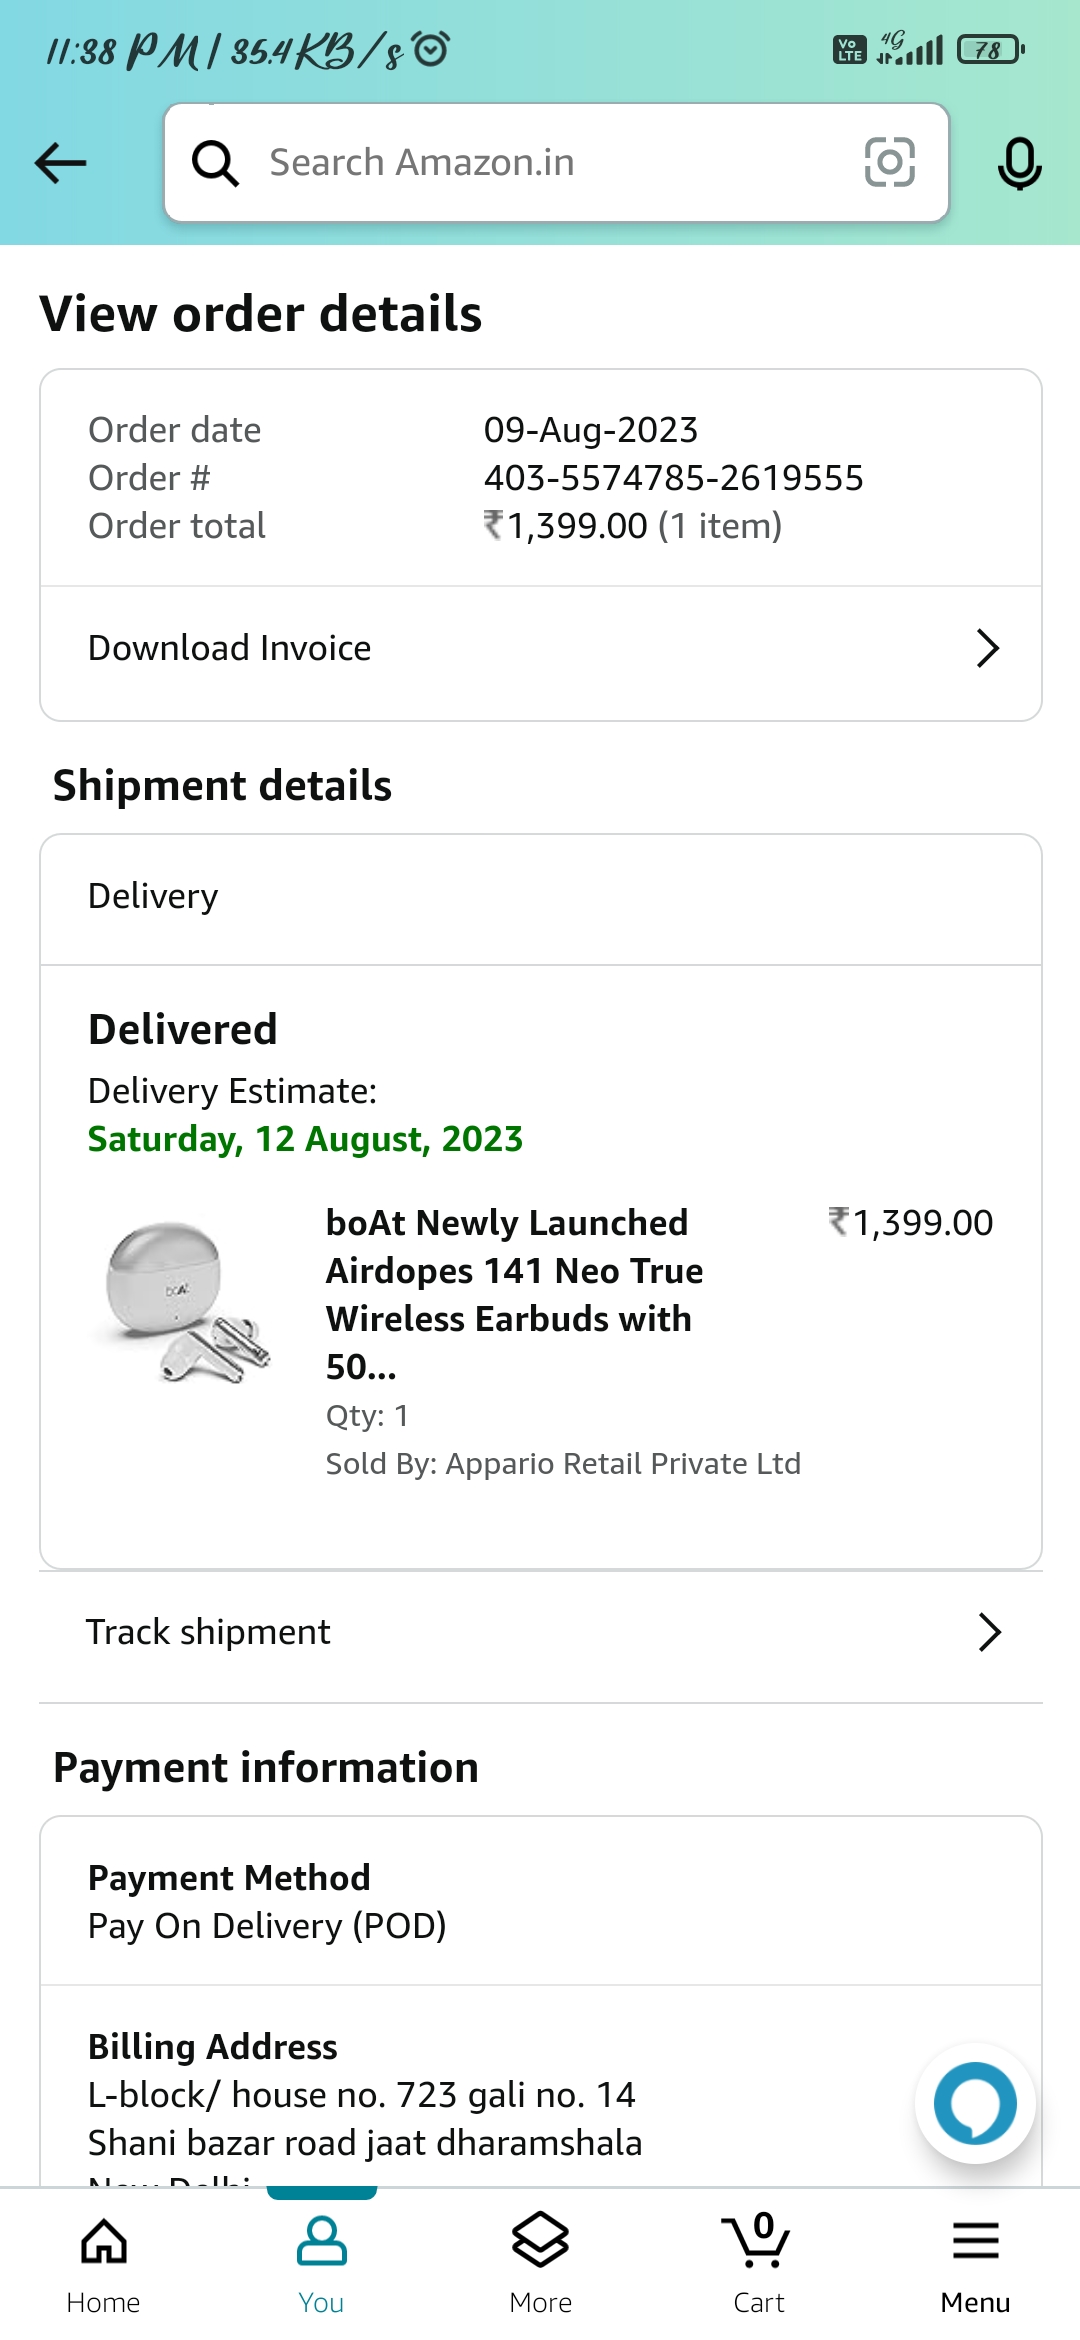 11:38 PM | 35.4KB/s
Vo LTE 4G 78
Search Amazon.in
View order details
Order date 09-Aug-2023
Order # 403-5574785-2619555
Order total ₹1,399.00 (1 item)
Download Invoice
Shipment details
Delivery
Delivered
Delivery Estimate:
Saturday, 12 August, 2023
boAt
boAt Newly Launched ₹1,399.00
Airdopes 141 Neo True
Wireless Earbuds with
50...
Qty: 1
Sold By: Appario Retail Private Ltd
Track shipment
Payment information
Payment Method
Pay On Delivery (POD)
Billing Address
L-block/ house no. 723 gali no. 14
Shani bazar road jaat dharamshala
New Delhi
0
Home You More Cart Menu